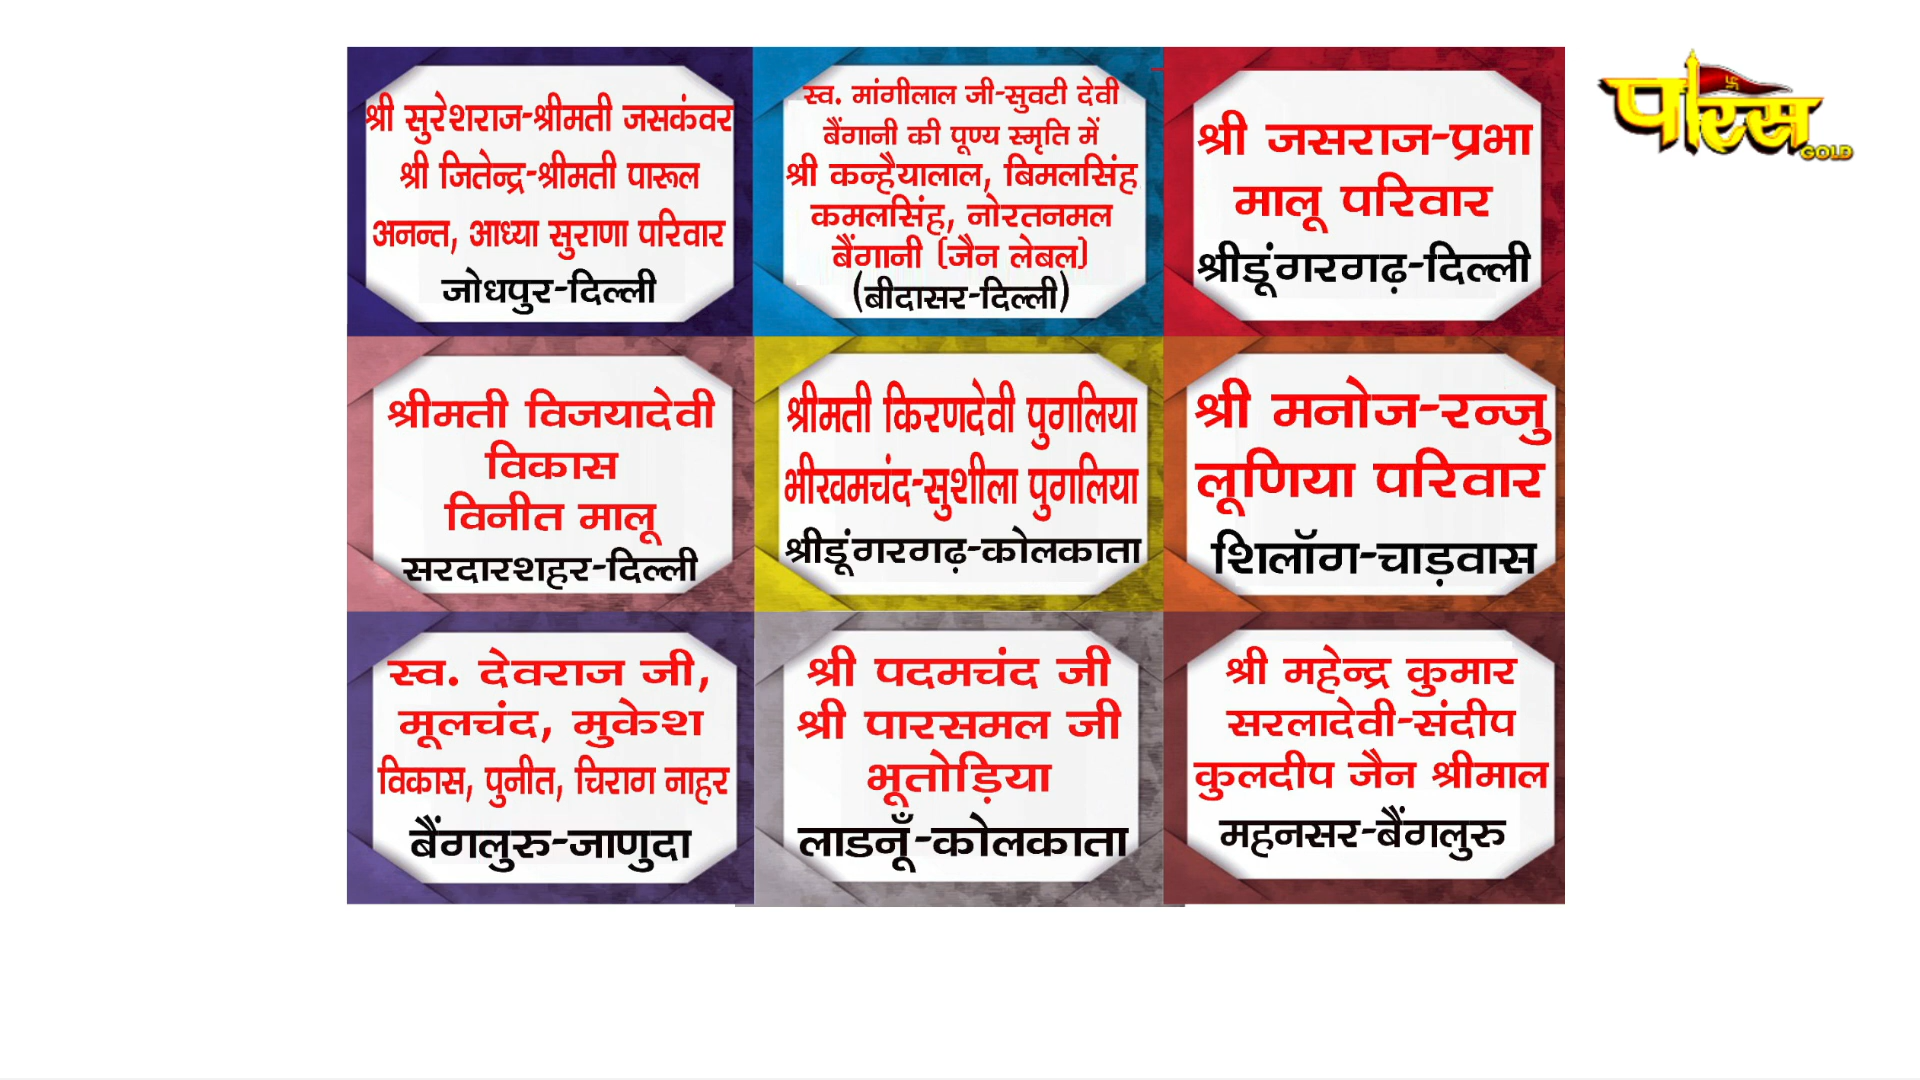 श्री सुरेशराज-श्रीमती जसकंवर
श्री जितेन्द्र-श्रीमती पारूल
अनन्त, आध्या सुराणा परिवार
जोधपुर-दिल्ली
स्व. मांगीलाल जी-सुवटी देवी
बैंगानी की पूण्य स्मृति में
श्री कन्हैयालाल, बिमलसिंह
कमलसिंह, नोरतनमल
बैंगानी (जैन लेबल)
(बीदासर-दिल्ली)
श्री जसराज-प्रभा
मालू परिवार
श्रीडूंगरगढ़-दिल्ली
पारस
GOLD
श्रीमती विजयादेवी
विकास
विनीत मालू
सरदारशहर-दिल्ली
श्रीमती किरणदेवी पुगलिया
भीखमचंद-सुशीला पुगलिया
श्रीडूंगरगढ़-कोलकाता
श्री मनोज-रन्जु
लूणिया परिवार
शिलॉग-चाड़वास
स्व. देवराज जी,
मूलचंद, मुकेश
विकास, पुनीत, चिराग नाहर
बैंगलुरु-जाणुदा
श्री पदमचंद जी
श्री पारसमल जी
भूतोड़िया
लाडनूँ-कोलकाता
श्री महेन्द्र कुमार
सरलादेवी-संदीप
कुलदीप जैन श्रीमाल
महनसर-बैंगलुरु